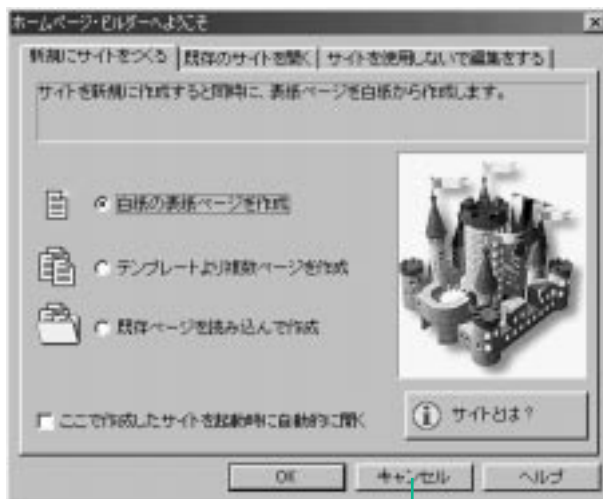 ホームページ・ビルダーへようこそ
新規にサイトをつくる
既存のサイトを開く
サイトを使用しないで編集をする
サイトを新規に作成すると同時に、表紙ページを白紙から作成します。
白紙の表紙ページを作成
テンプレートより複数ページを作成
既存ページを読み込んで作成
ここで作成したサイトを起動時に自動的に開く
サイトとは?
OK
キャンセル
ヘルプ